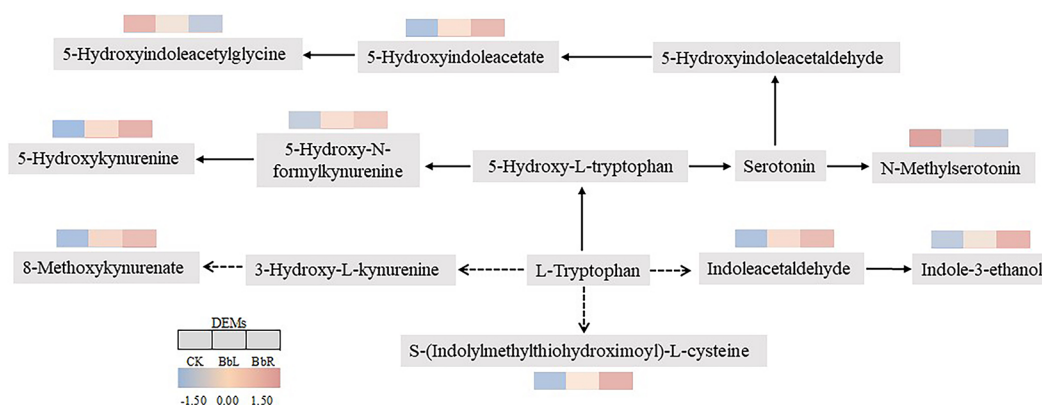 5-Hydroxyindoleacetylglycine
5-Hydroxyindoleacetate
5-Hydroxyindoleacetaldehyde
5-Hydroxykynurenine
5-Hydroxy-N-
formylkynurenine
5-Hydroxy-L-tryptophan
Serotonin
N-Methylserotonin
8-Methoxykynurenate
3-Hydroxy-L-kynurenine
L-Tryptophan
Indoleacetaldehyde
Indole-3-ethanol
S-(Indolylmethylthiohydroximoyl)-L-cysteine
DEMs
CK BbL BbR
-1.50 0.00 1.50